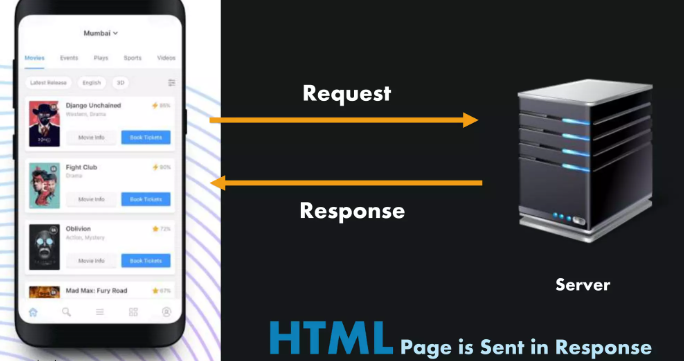 Mumbai
Movies Events Plays Sports Videos
Latest Release English 3D
Django Unchained 89%
Western, Drama
Movie Info Book Tickets
Fight Club 80%
Drama
Movie Info Book Tickets
Oblivion 73%
Action, Mystery
Movie Info Book Tickets
Mad Max: Fury Road 67%
Request
Response
Server
HTML Page is Sent in Response